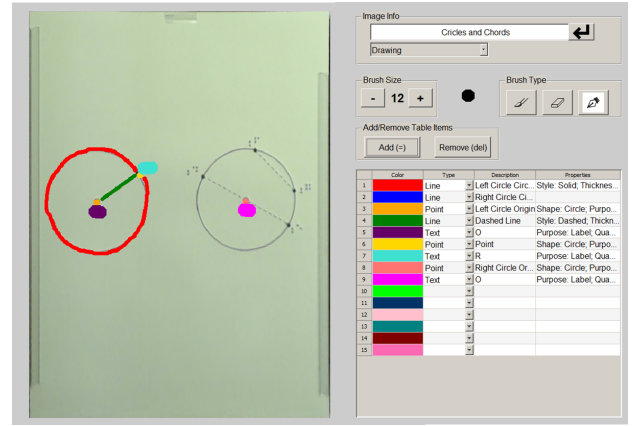 Image Info
Cricles and Chords
Drawing
Brush Size
Brush Type
- 12 +
Add/Remove Table Items
Add (=) Remove (del)
Color Type Description Properties
1 Line Left Circle Circ... Style: Solid; Thicknes...
2 Line Right Circle Ci...
3 Point Left Circle Origin Shape: Circle; Purpo...
4 Line Dashed Line Style: Dashed; Thickn...
5 Text O Purpose: Label; Qua...
6 Point Point Shape: Circle; Purpo...
7 Text R Purpose: Label; Qua...
8 Point Right Circle Or... Shape: Circle; Purpo...
9 Text O Purpose: Label; Qua...
10
11
12
13
14
15